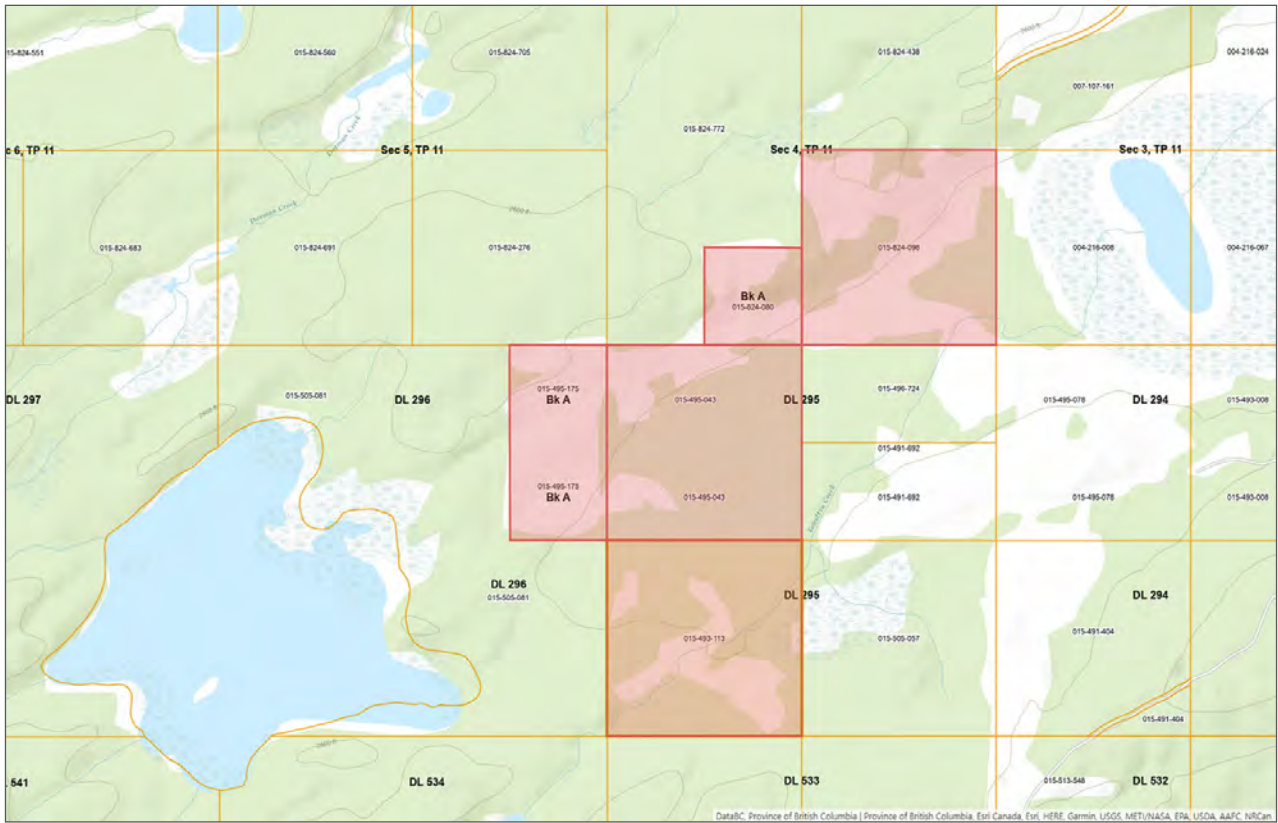 015-824-551
015-824-560
015-824-705
015-824-438
2600 ft
004-216-024
007-107-161
015-824-772
Dawson Creek
c 6, TP 11
Sec 5, TP 11
Sec 4, TP 11
Sec 3, TP 11
Dawson Creek
015-824-683
015-824-691
015-824-276
015-824-098
004-216-008
004-216-067
Bk A
015-824-080
015-495-175
Bk A
015-505-081
DL 297
DL 296
015-495-043
DL 295
015-496-724
015-495-078
DL 294
015-493-008
015-491-692
015-495-175
Bk A
015-495-043
015-491-692
015-495-078
015-493-008
DL 296
015-505-081
DL 295
DL 294
015-493-113
015-505-057
015-491-404
015-491-404
541
DL 534
DL 533
015-513-548
DL 532
DataBC, Province of British Columbia | Province of British Columbia, Esri Canada, Esri, HERE, Garmin, USGS, METI/NASA, EPA, USDA, AAFC, NRCan